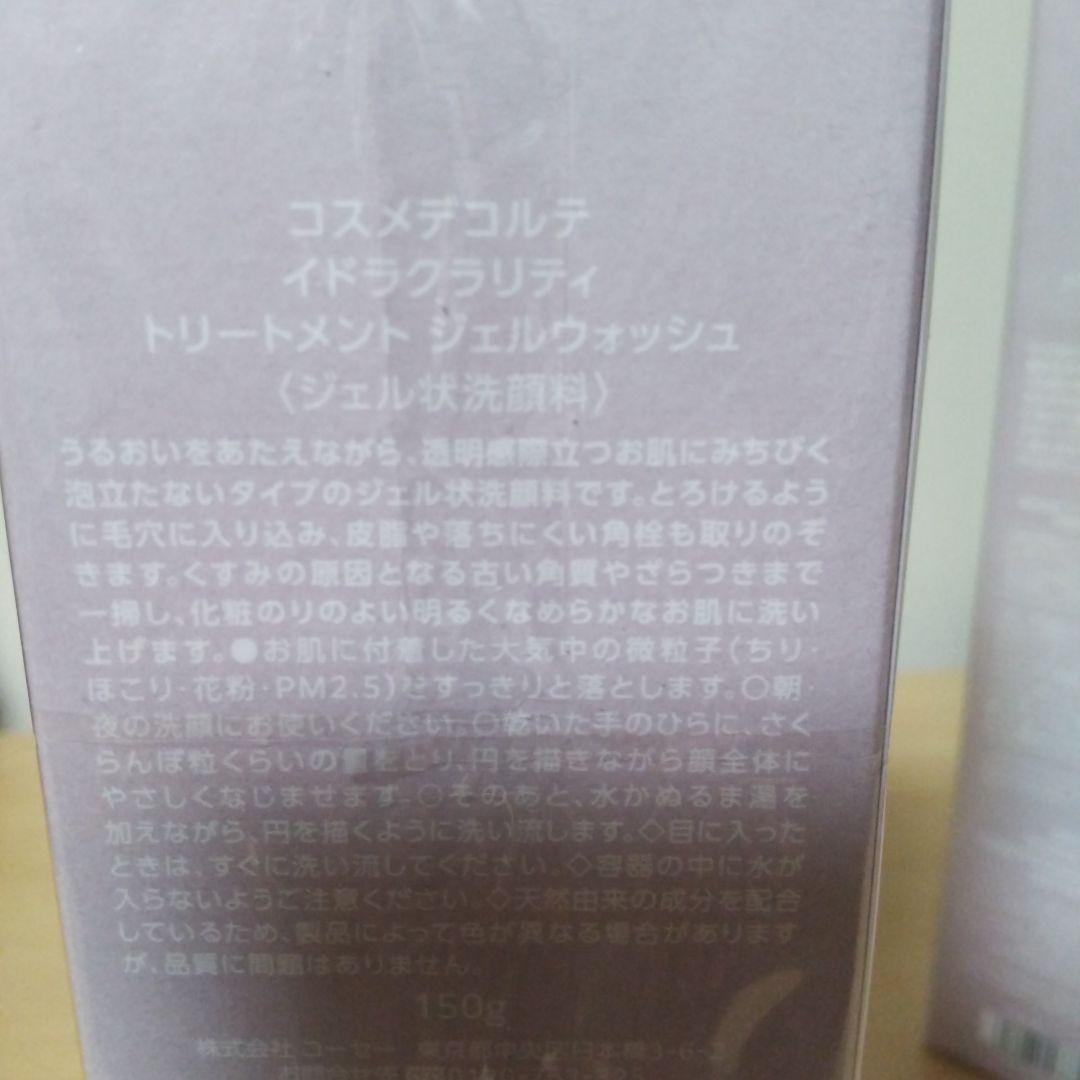 コスメデコルテ
イドラクラリティ
トリートメント ジェルウォッシュ
〈ジェル状洗顔料〉
うるおいをあたえながら、透明感際立つお肌にみちびく
泡立たないタイプのジェル状洗顔料です。とろけるよう
に毛穴に入り込み、皮脂や落ちにくい角栓も取りのぞ
きます。くすみの原因となる古い角質やざらつきまで
一掃し、化粧のりのよい明るくなめらかなお肌に洗い
上げます。●お肌に付着した大気中の微粒子(ちり・
ほこり・花粉・PM2.5)をすっきりと落とします。○朝・
夜の洗顔にお使いください。○乾いた手のひらに、さく
らんぼ粒くらいの量をとり、円を描きながら顔全体に
やさしくなじませます。○そのあと、水かぬるま湯を
加えながら、円を描くように洗い流します。◇目に入った
ときは、すぐに洗い流してください。◇容器の中に水が
入らないようご注意ください。◇天然由来の成分を配合
しているため、製品によって色が異なる場合があります
が、品質に問題はありません。
150g
株式会社 コーセー 東京都中央区日本橋3-6-2